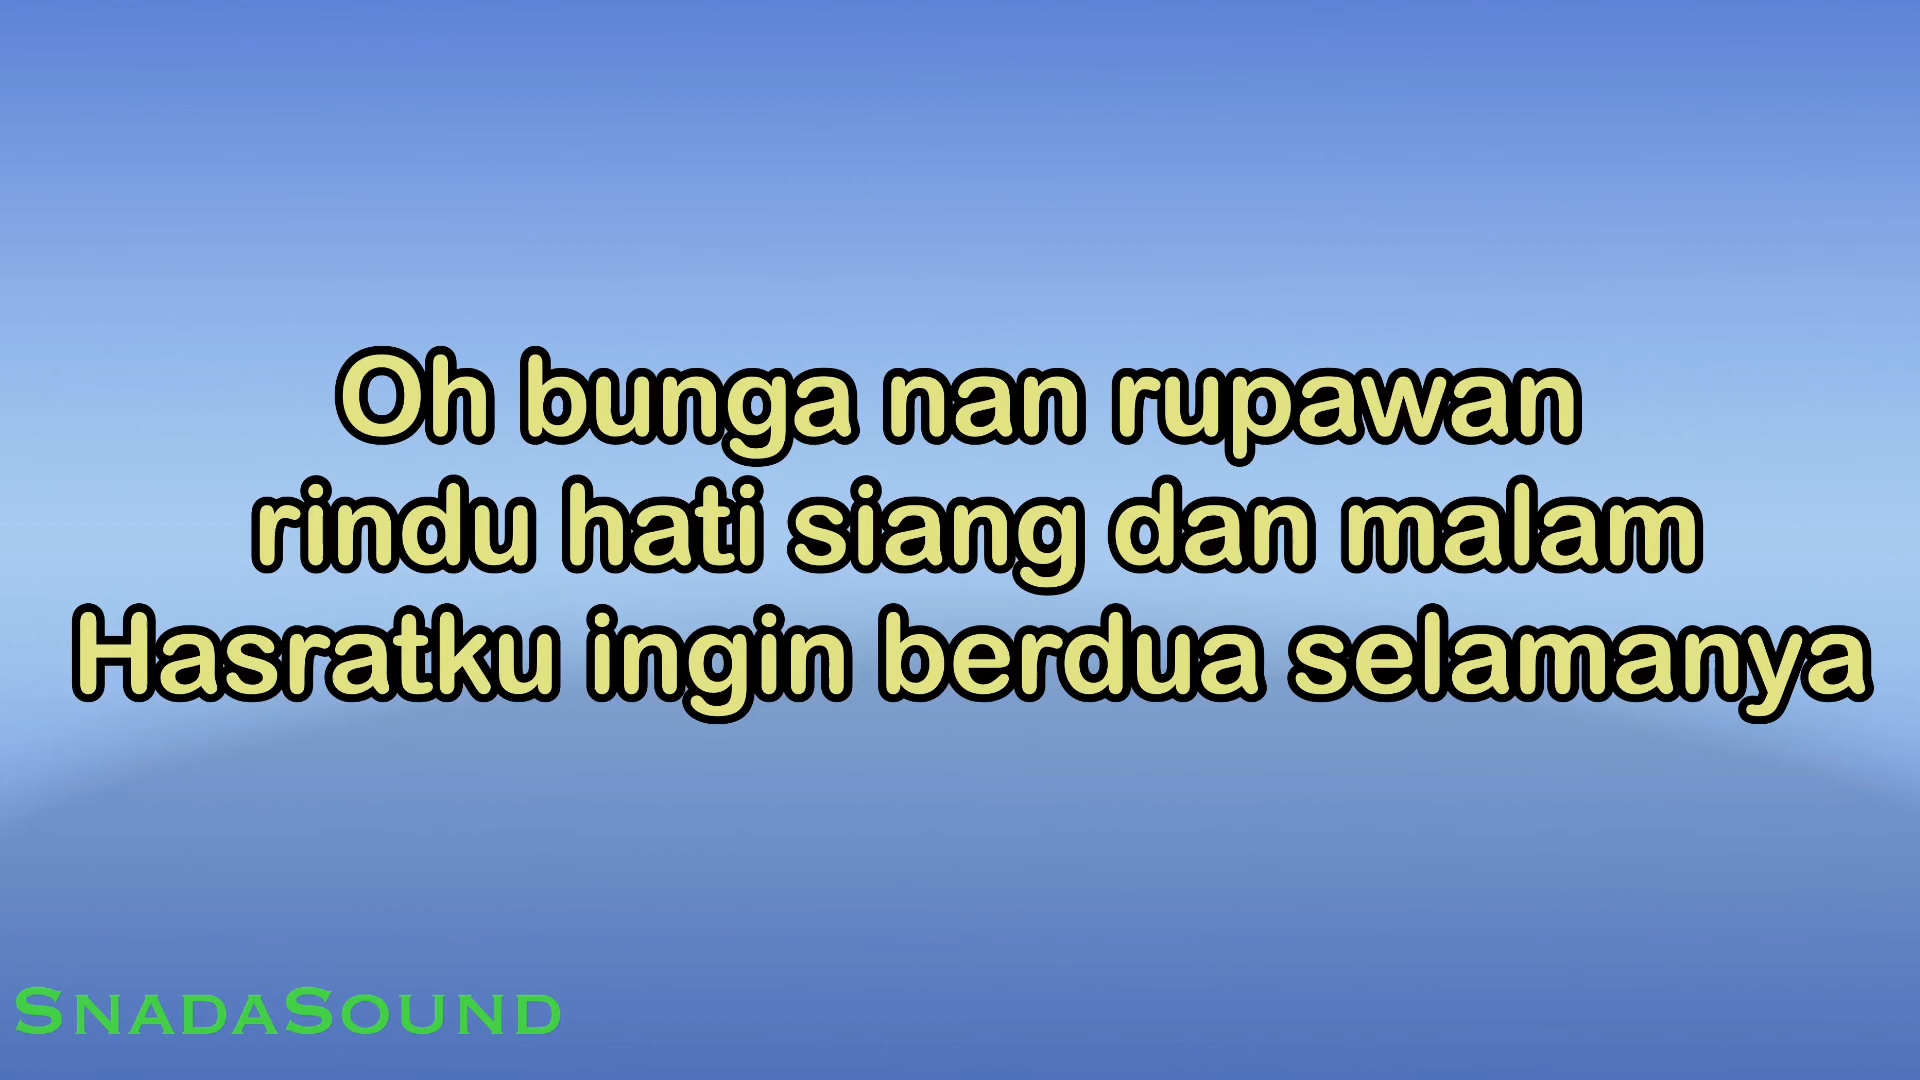 Oh bunga nan rupawan
rindu hati siang dan malam
Hasratku ingin berdua selamanya
SnadaSound